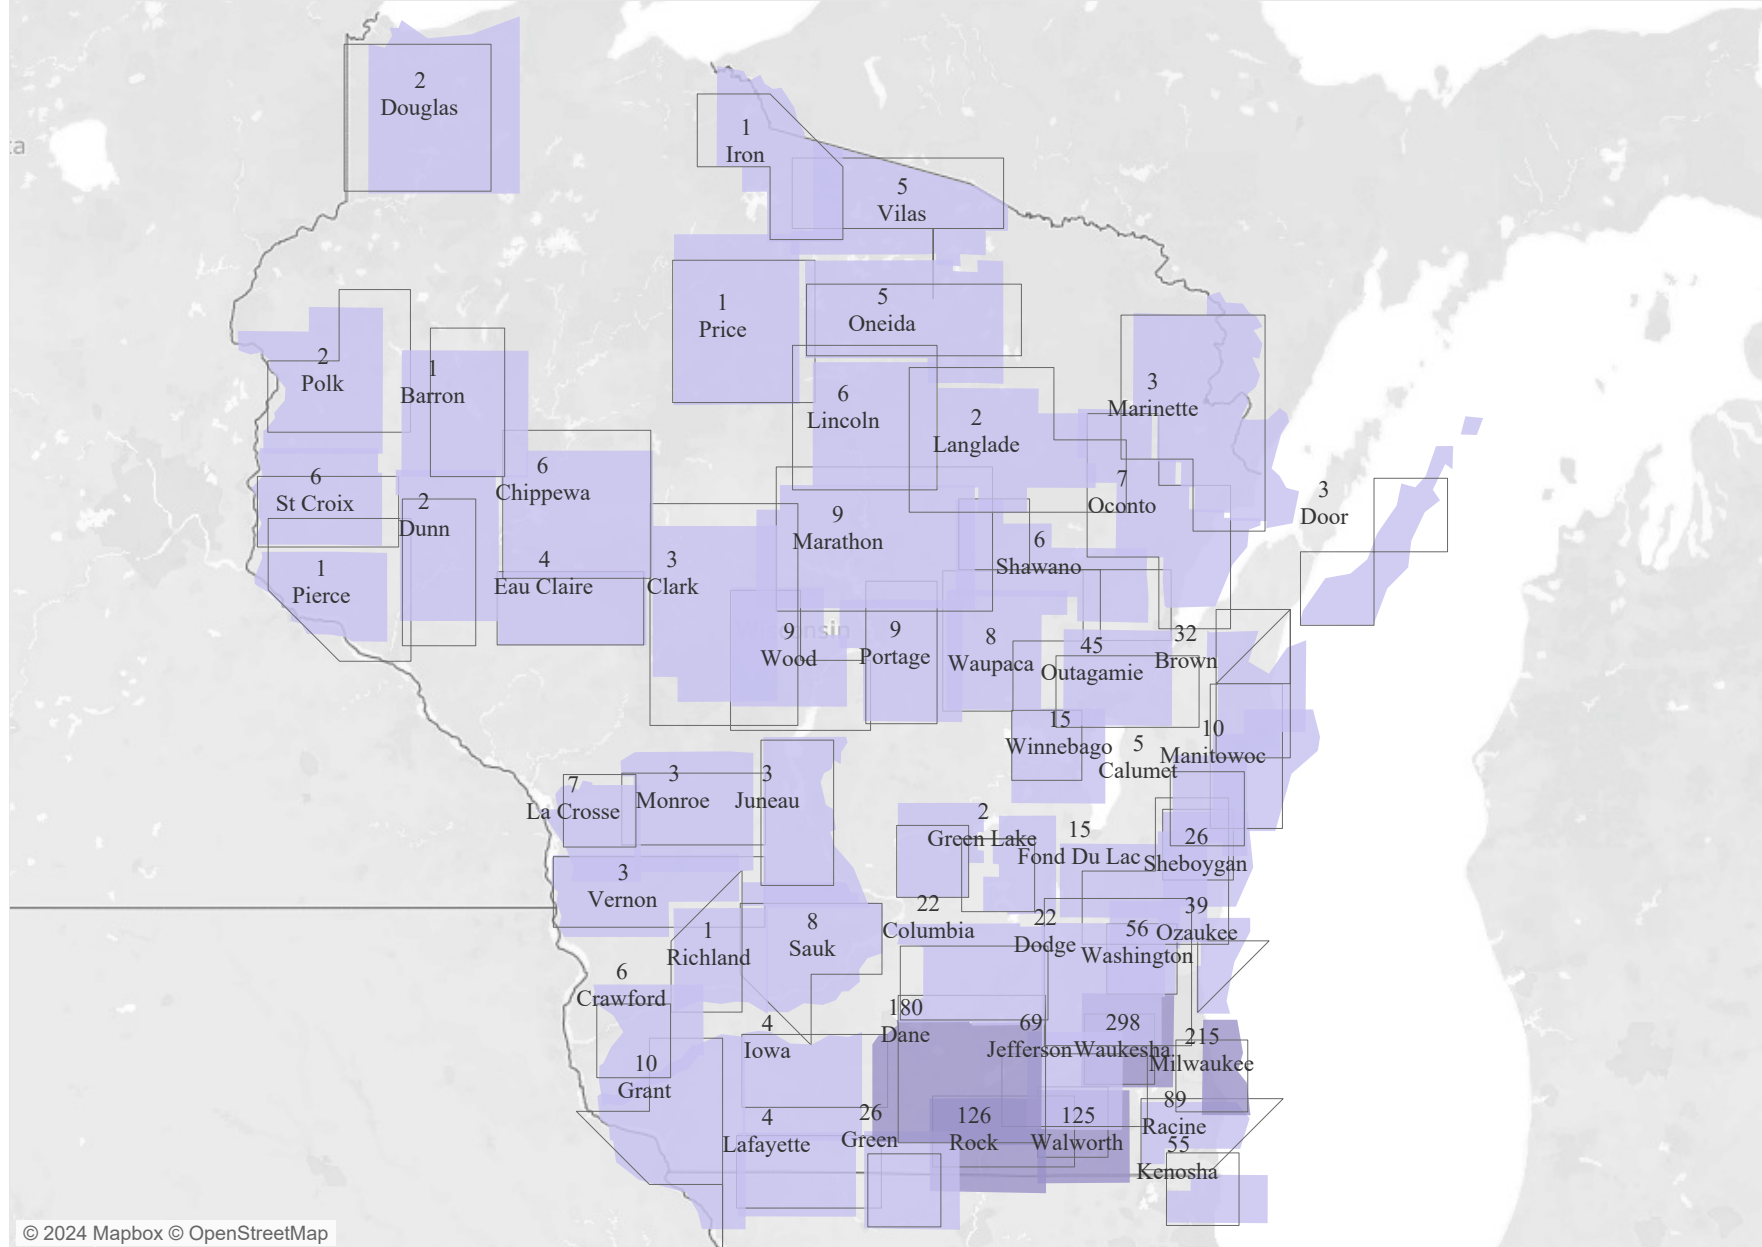 2
Douglas
ta
1
Iron
5
Vilas
1
Price
5
Oneida
2
Polk
1
Barron
6
Lincoln
2
Langlade
3
Marinette
6
St Croix
2
Dunn
6
Chippewa
7
Oconto
3
Door
9
Marathon
6
Shawano
1
Pierce
4
Eau Claire
3
Clark
9
Wood
9
Portage
8
Waupaca
45
Outagamie
32
Brown
15
Winnebago
5
Calumet
10
Manitowoc
7
La Crosse
3
Monroe
3
Juneau
2
Green Lake
15
Fond Du Lac
26
Sheboygan
3
Vernon
1
Richland
8
Sauk
22
Columbia
22
Dodge
56
Washington
39
Ozaukee
6
Crawford
4
Iowa
180
Dane
69
Jefferson
298
Waukesha
215
Milwaukee
10
Grant
4
Lafayette
26
Green
126
Rock
125
Walworth
89
Racine
55
Kenosha
© 2024 Mapbox © OpenStreetMap